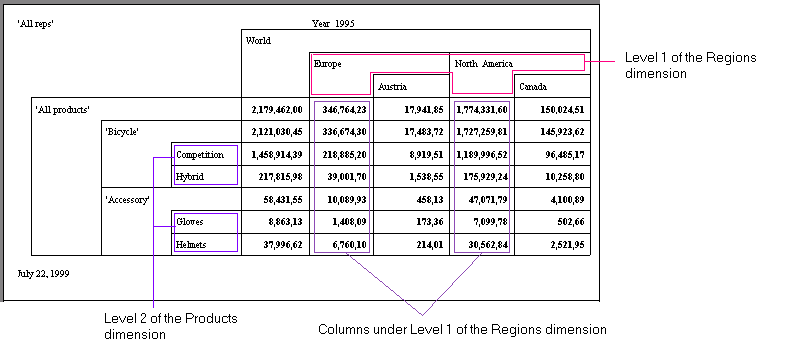 'All reps' Year 1995
World
Europe North America
Level 1 of the Regions
dimension
Austria Canada
'All products' 2,179,462,00 346,764,23 17,941,85 1,774,331,60 150,024,51
'Bicycle' 2,121,030,45 336,674,30 17,483,72 1,727,259,81 145,923,62
Competition 1,458,914,39 218,885,20 8,919,51 1,189,996,52 96,485,17
Hybrid 217,815,98 39,001,70 1,538,55 175,929,24 10,258,80
'Accessory' 58,431,55 10,089,93 458,13 47,071,79 4,100,89
Gloves 8,863,13 1,408,09 173,36 7,099,78 502,66
Helmets 37,996,62 6,760,10 214,01 30,562,84 2,521,95
July 22, 1999
Level 2 of the Products
dimension
Columns under Level 1 of the Regions dimension